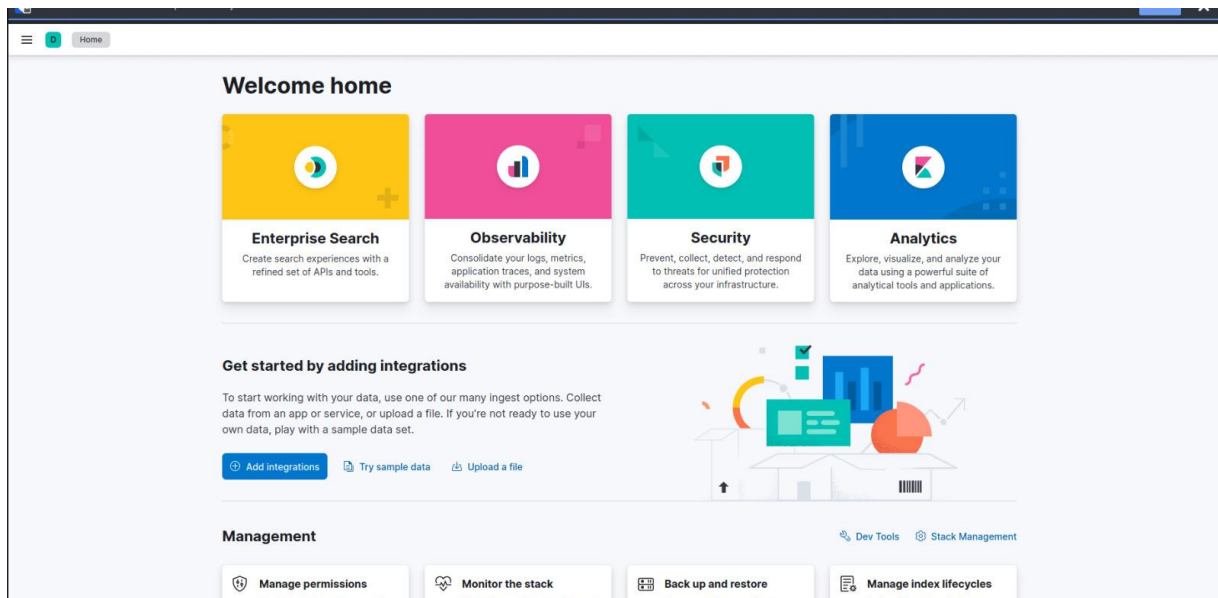 D Home
Welcome home
Enterprise Search
Create search experiences with a
refined set of APIs and tools.
Observability
Consolidate your logs, metrics,
application traces, and system
availability with purpose-built UIs.
Security
Prevent, collect, detect, and respond
to threats for unified protection
across your infrastructure.
Analytics
Explore, visualize, and analyze your
data using a powerful suite of
analytical tools and applications.
Get started by adding integrations
To start working with your data, use one of our many ingest options. Collect
data from an app or service, or upload a file. If you're not ready to use your
own data, play with a sample data set.
Add integrations Try sample data Upload a file
Management
Dev Tools Stack Management
Manage permissions Monitor the stack Back up and restore Manage index lifecycles